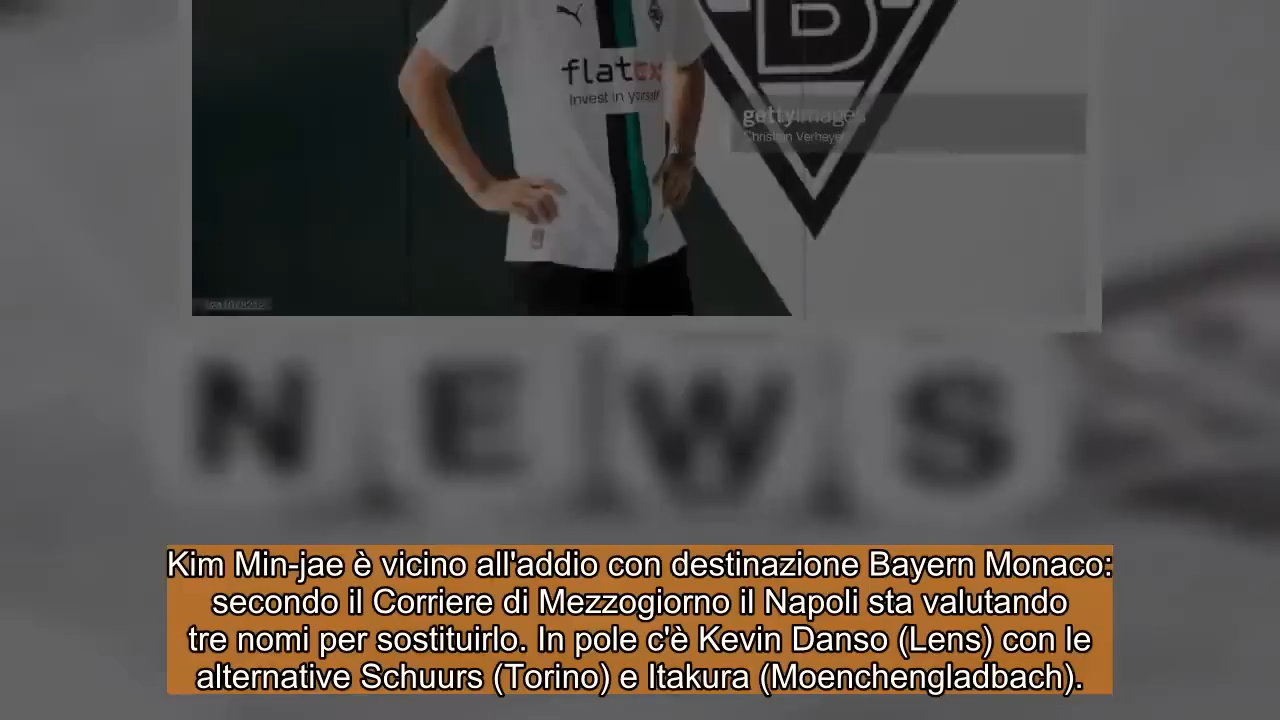 flatex
Invest in yourself
B
gettyimages
Christian Verheyen
NEWS
Kim Min-jae è vicino all'addio con destinazione Bayern Monaco:
secondo il Corriere di Mezzogiorno il Napoli sta valutando
tre nomi per sostituirlo. In pole c'è Kevin Danso (Lens) con le
alternative Schuurs (Torino) e Itakura (Moenchengladbach).